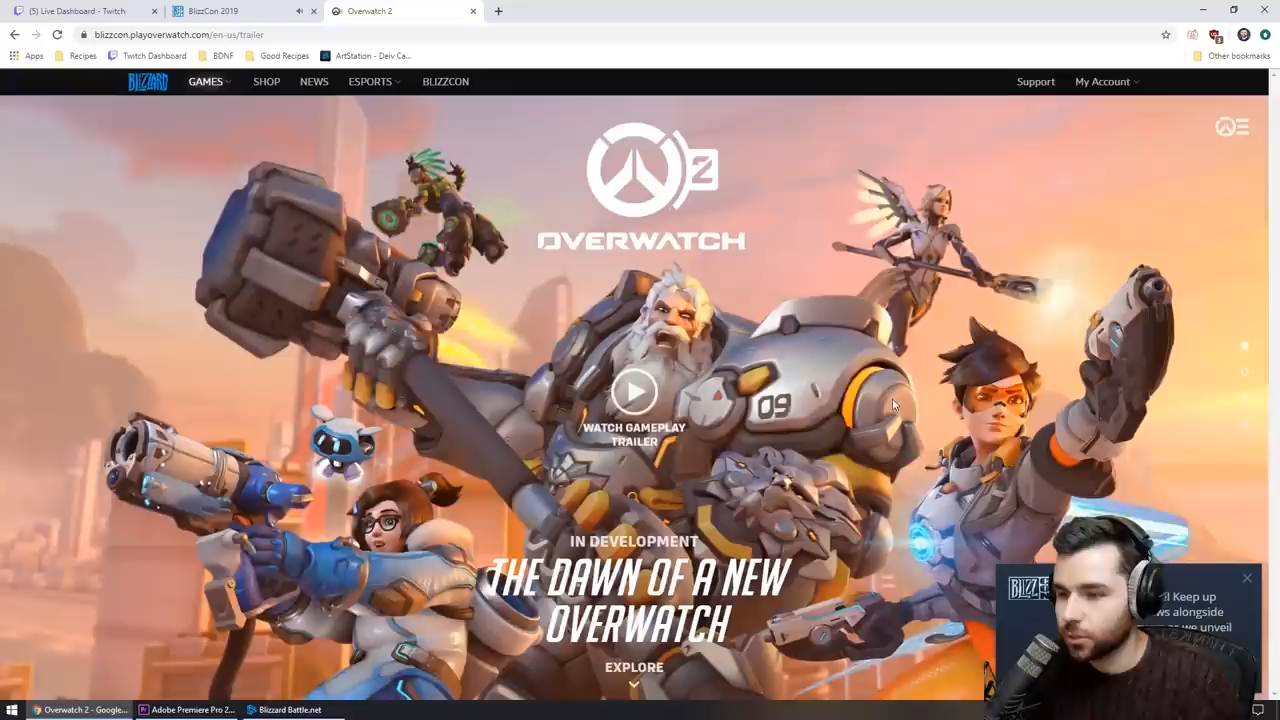 (5) Live Dashboard - Twitch
BlizzCon 2019
Overwatch 2
blizzcon.playoverwatch.com/en-us/trailer
Apps
Recipes
Twitch Dashboard
BDNF
Good Recipes
ArtStation - Deiv Ca...
Other bookmarks
BLIZZARD
GAMES
SHOP
NEWS
ESPORTS
BLIZZCON
Support
My Account
2
OVERWATCH
09
WATCH GAMEPLAY
TRAILER
IN DEVELOPMENT
THE DAWN OF A NEW
OVERWATCH
EXPLORE
Keep up
alongside
we unveil
Overwatch 2 - Google...
Adobe Premiere Pro 2...
Blizzard Battle.net